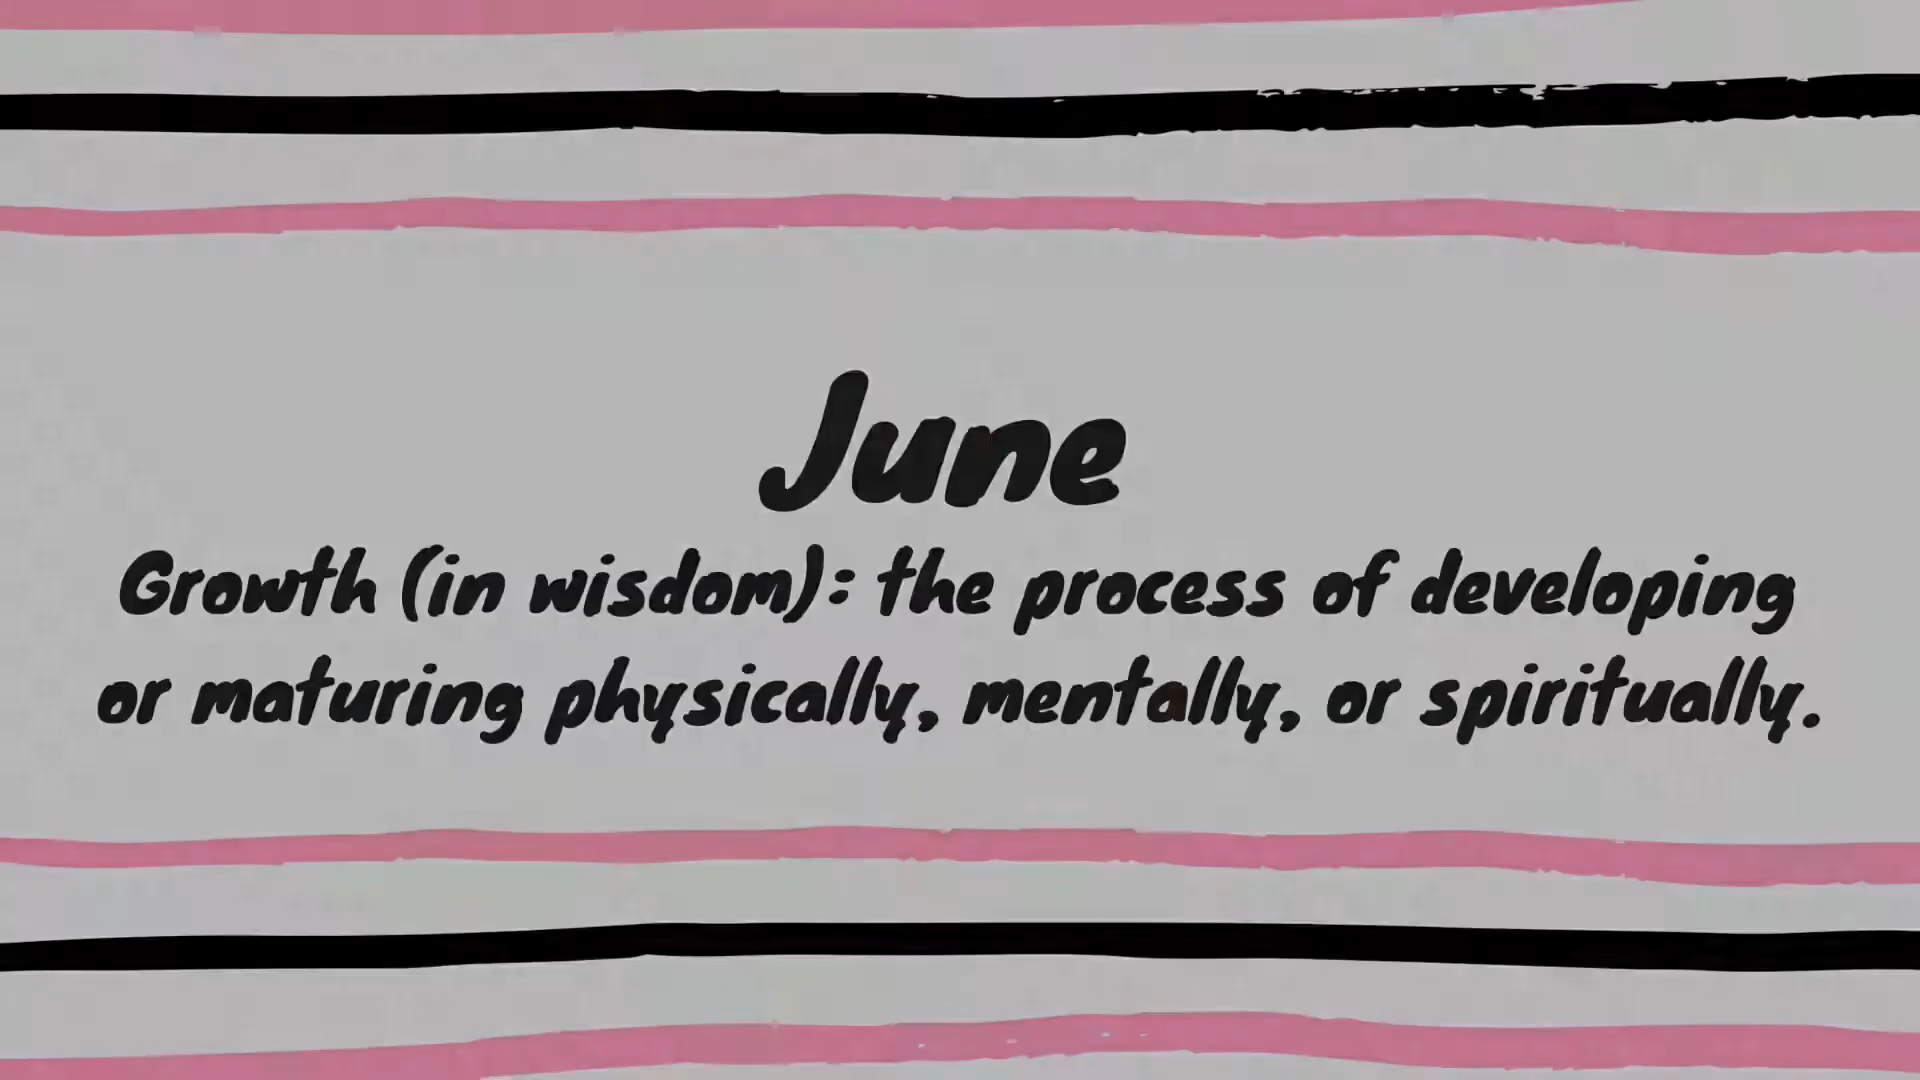 June
Growth (in wisdom): the process of developing
or maturing physically, mentally, or spiritually.